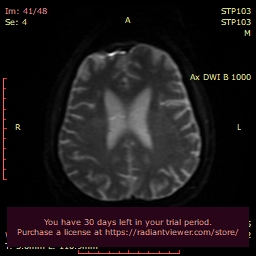 Im: 41/48
Se: 4
A
STP103
STP103
M
Ax DWI B 1000
R
L
You have 30 days left in your trial period.
Purchase a license at https://radiantviewer.com/store/